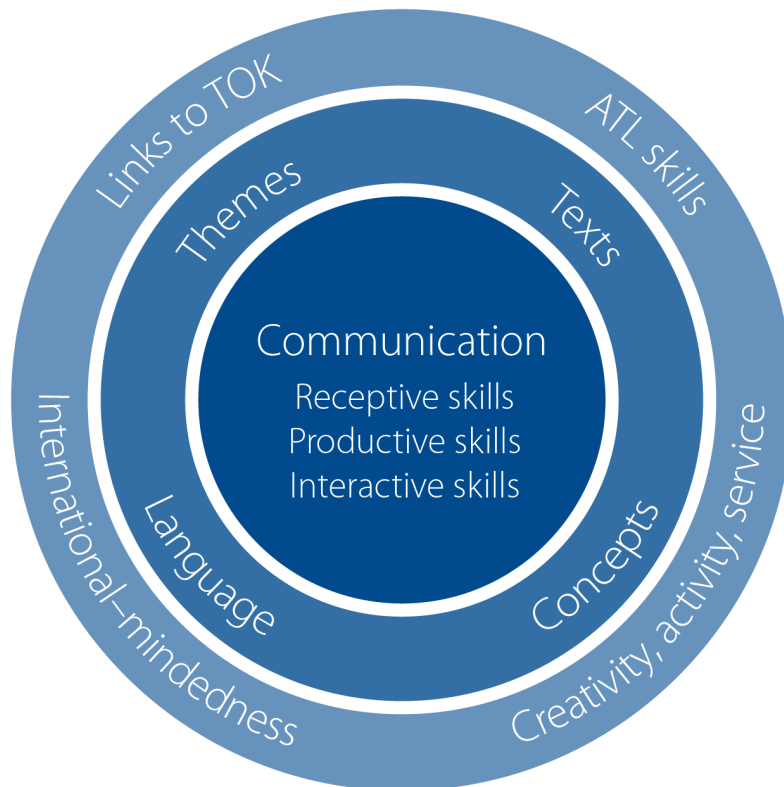 Links to TOK
ATL skills
Themes
Texts
Communication
Receptive skills
Productive skills
Interactive skills
Language
Concepts
International–mindedness
Creativity, activity, service